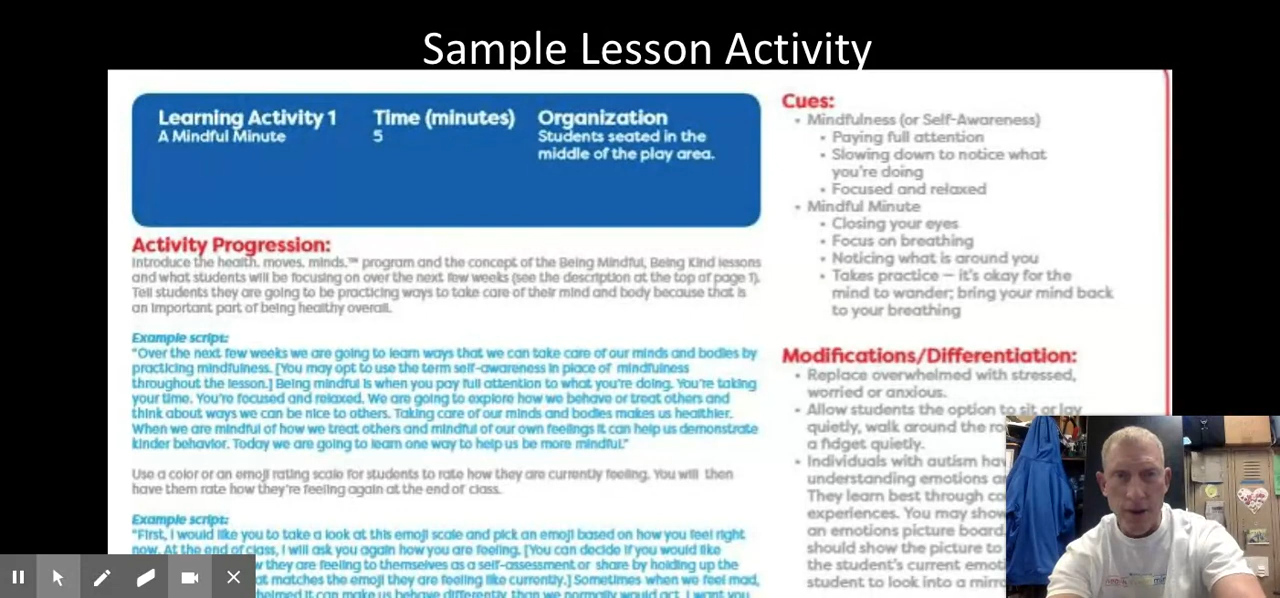 Sample Lesson Activity
Learning Activity 1
A Mindful Minute
Time (minutes)
5
Organization
Students seated in the
middle of the play area.
Activity Progression:
Introduce the health. moves. minds.™ program and the concept of the Being Mindful, Being Kind lessons
and what students will be focusing on over the next few weeks (see the description at the top of page 1).
Tell students they are going to be practicing ways to take care of their mind and body because that is
an important part of being healthy overall.
Example script:
"Over the next few weeks we are going to learn ways that we can take care of our minds and bodies by
practicing mindfulness. [You may opt to use the term self-awareness in place of mindfulness
throughout the lesson.] Being mindful is when you pay full attention to what you're doing. You're taking
your time. You're focused and relaxed. We are going to explore how we behave or treat others and
think about ways we can be nice to others. Taking care of our minds and bodies makes us healthier.
When we are mindful of how we treat others and mindful of our own feelings it can help us demonstrate
kinder behavior. Today we are going to learn one way to help us be more mindful."
Use a color or an emoji rating scale for students to rate how they are currently feeling. You will then
have them rate how they're feeling again at the end of class.
Example script:
"First, I would like you to take a look at this emoji scale and pick an emoji based on how you feel right
now. At the end of class, I will ask you again how you are feeling. [You can decide if you would like
they are feeling to themselves as a self-assessment or share by holding up the
matches the emoji they are feeling like currently.] Sometimes when we feel mad,
it can make us behave differently than we normally would act. I want you
Cues:
• Mindfulness (or Self-Awareness)
• Paying full attention
• Slowing down to notice what
you're doing
• Focused and relaxed
• Mindful Minute
• Closing your eyes
• Focus on breathing
• Noticing what is around you
• Takes practice – it's okay for the
mind to wander; bring your mind back
to your breathing
Modifications/Differentiation:
• Replace overwhelmed with stressed,
worried or anxious.
• Allow students the option to sit or lay
quietly, walk around the
a fidget quietly.
• Individuals with autism
understanding emotions
They learn best through
experiences. You may
an emotions picture board.
should show the picture to
the student's current
student to look into a